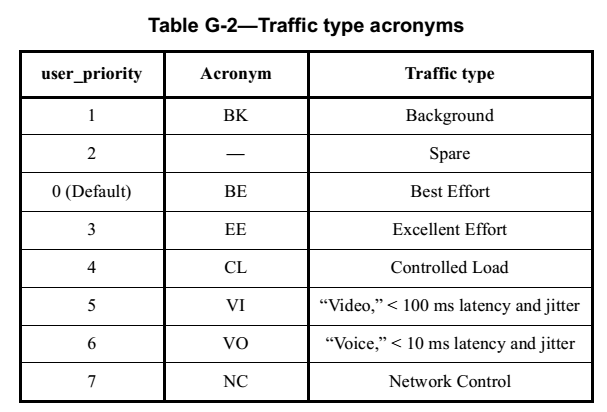 Table G-2—Traffic type acronyms
user_priority Acronym Traffic type
1 BK Background
2 — Spare
0 (Default) BE Best Effort
3 EE Excellent Effort
4 CL Controlled Load
5 VI “Video,” < 100 ms latency and jitter
6 VO “Voice,” < 10 ms latency and jitter
7 NC Network Control